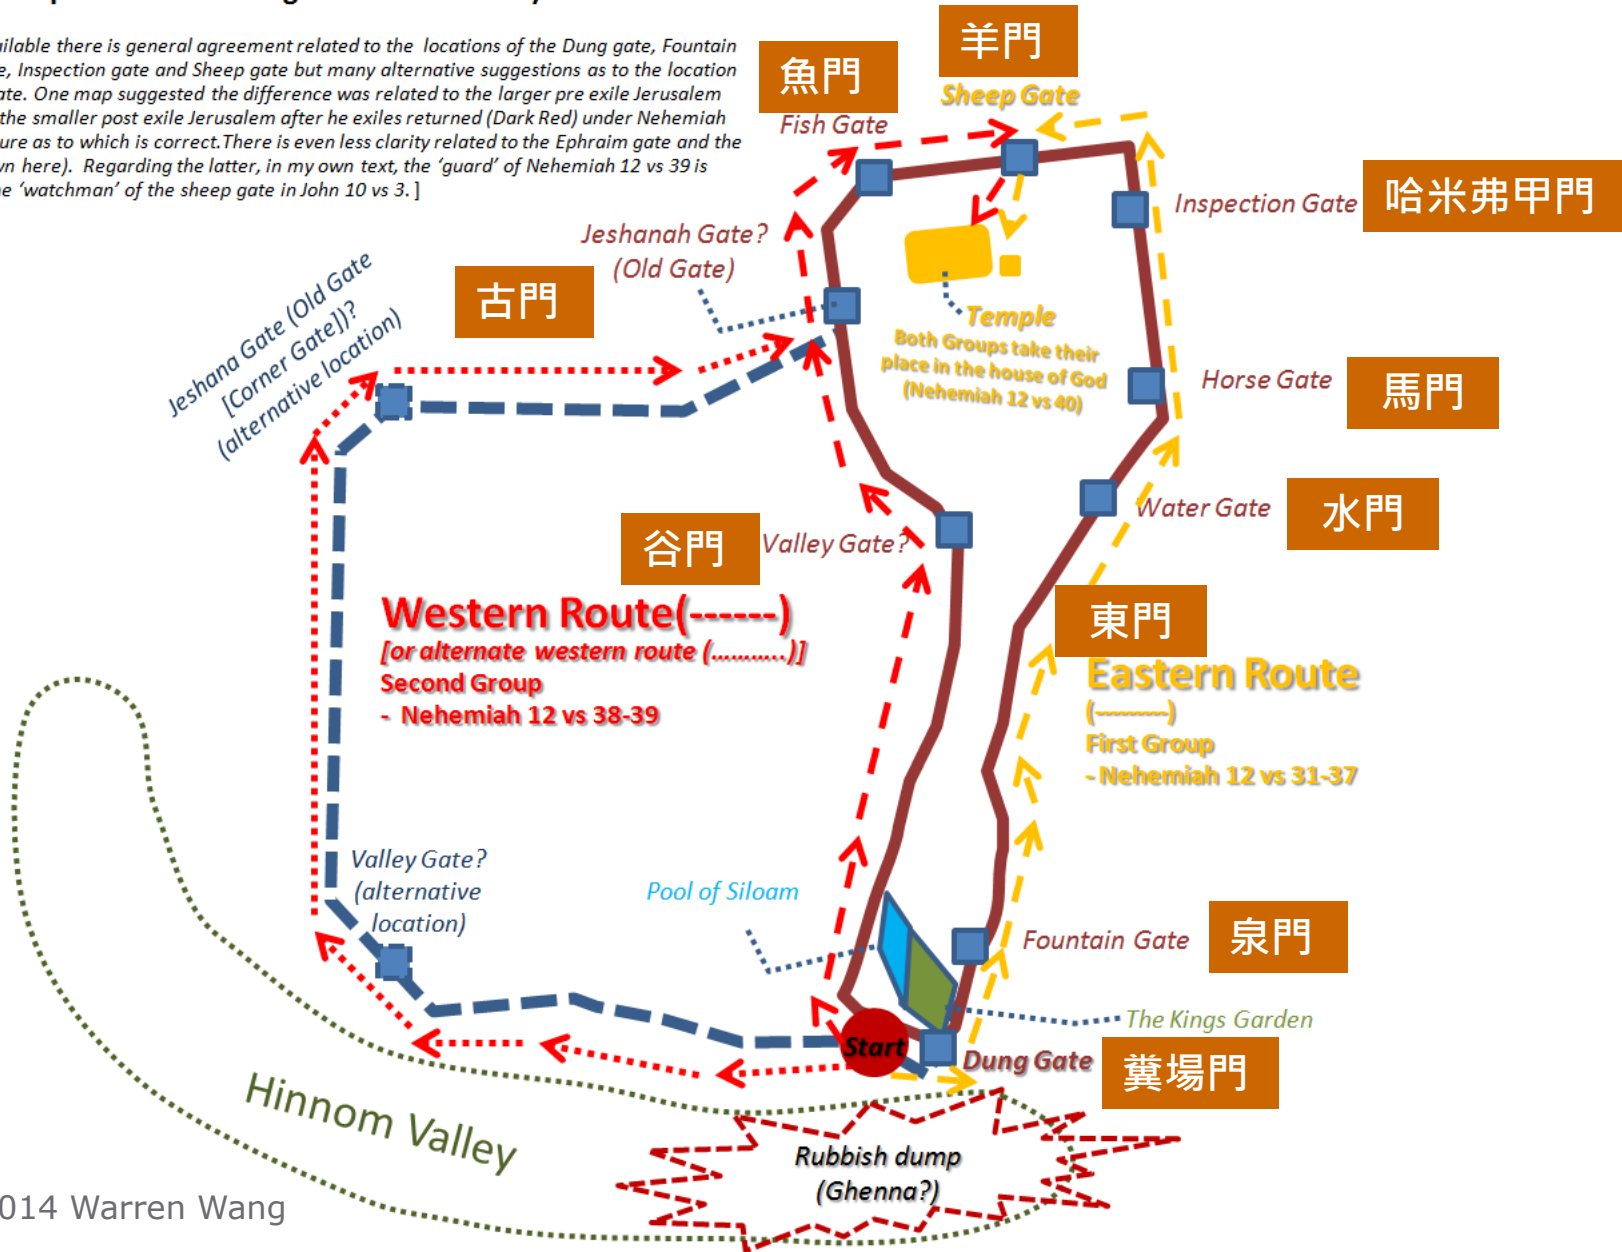 ailable there is general agreement related to the locations of the Dung gate, Fountain
e, Inspection gate and Sheep gate but many alternative suggestions as to the location
ate. One map suggested the difference was related to the larger pre exile Jerusalem
the smaller post exile Jerusalem after he exiles returned (Dark Red) under Nehemiah
ure as to which is correct.There is even less clarity related to the Ephraim gate and the
vn here). Regarding the latter, in my own text, the ‘guard’ of Nehemiah 12 vs 39 is
he ‘watchman’ of the sheep gate in John 10 vs 3. ]
羊門
Sheep Gate
魚門
Fish Gate
Inspection Gate
哈米弗甲門
Jeshanah Gate?
(Old Gate)
古門
Jeshana Gate (Old Gate
[Corner Gate])?
(alternative location)
Temple
Both Groups take their
place in the house of God
(Nehemiah 12 vs 40)
Horse Gate
馬門
Water Gate
水門
谷門
Valley Gate?
東門
Western Route(------)
[or alternate western route (...........)]
Second Group
- Nehemiah 12 vs 38-39
Eastern Route
(--------)
First Group
- Nehemiah 12 vs 31-37
Valley Gate?
(alternative
location)
Pool of Siloam
Fountain Gate
泉門
The Kings Garden
Start
Dung Gate
糞場門
Hinnom Valley
Rubbish dump
(Ghenna?)
014 Warren Wang